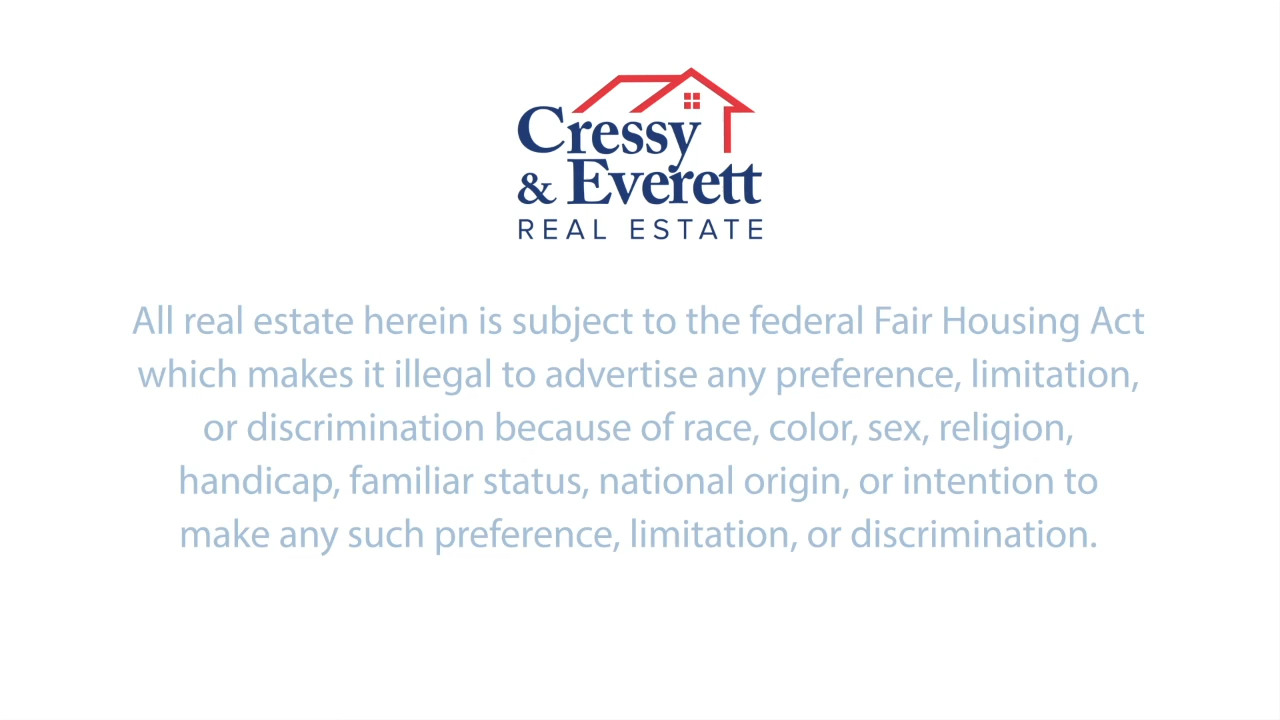 Cressy
& Everett
REAL ESTATE
All real estate herein is subject to the federal Fair Housing Act
which makes it illegal to advertise any preference, limitation,
or discrimination because of race, color, sex, religion,
handicap, familiar status, national origin, or intention to
make any such preference, limitation, or discrimination.